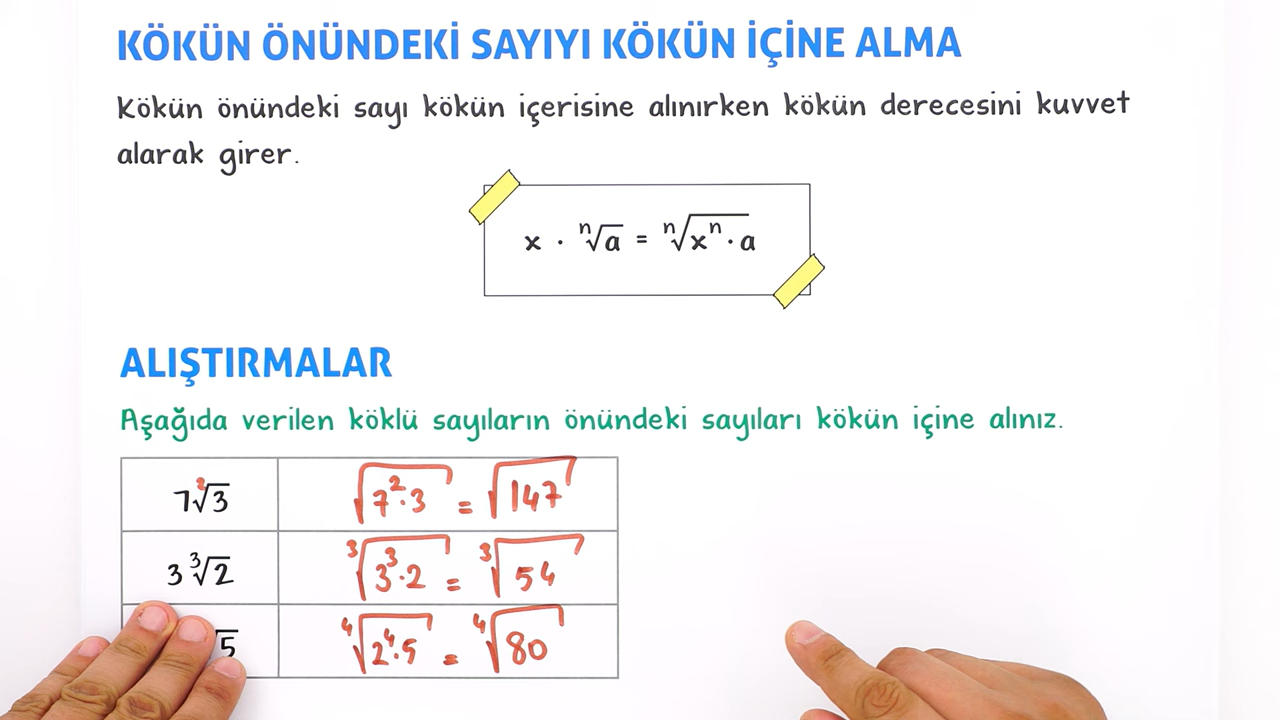 KÖKÜN ÖNÜNDEKİ SAYIYI KÖKÜN İÇİNE ALMA
Kökün önündeki sayı kökün içerisine alınırken kökün derecesini kuvvet
alarak girer.
x · ⁿ√a = ⁿ√(xⁿ · a)
ALIŞTIRMALAR
Aşağıda verilen köklü sayıların önündeki sayıları kökün içine alınız.
7²√3 √(7²·3) = √147
3³√2 ³√(3³·2) = ³√54
√5 ⁴√(2⁴·5) = ⁴√80